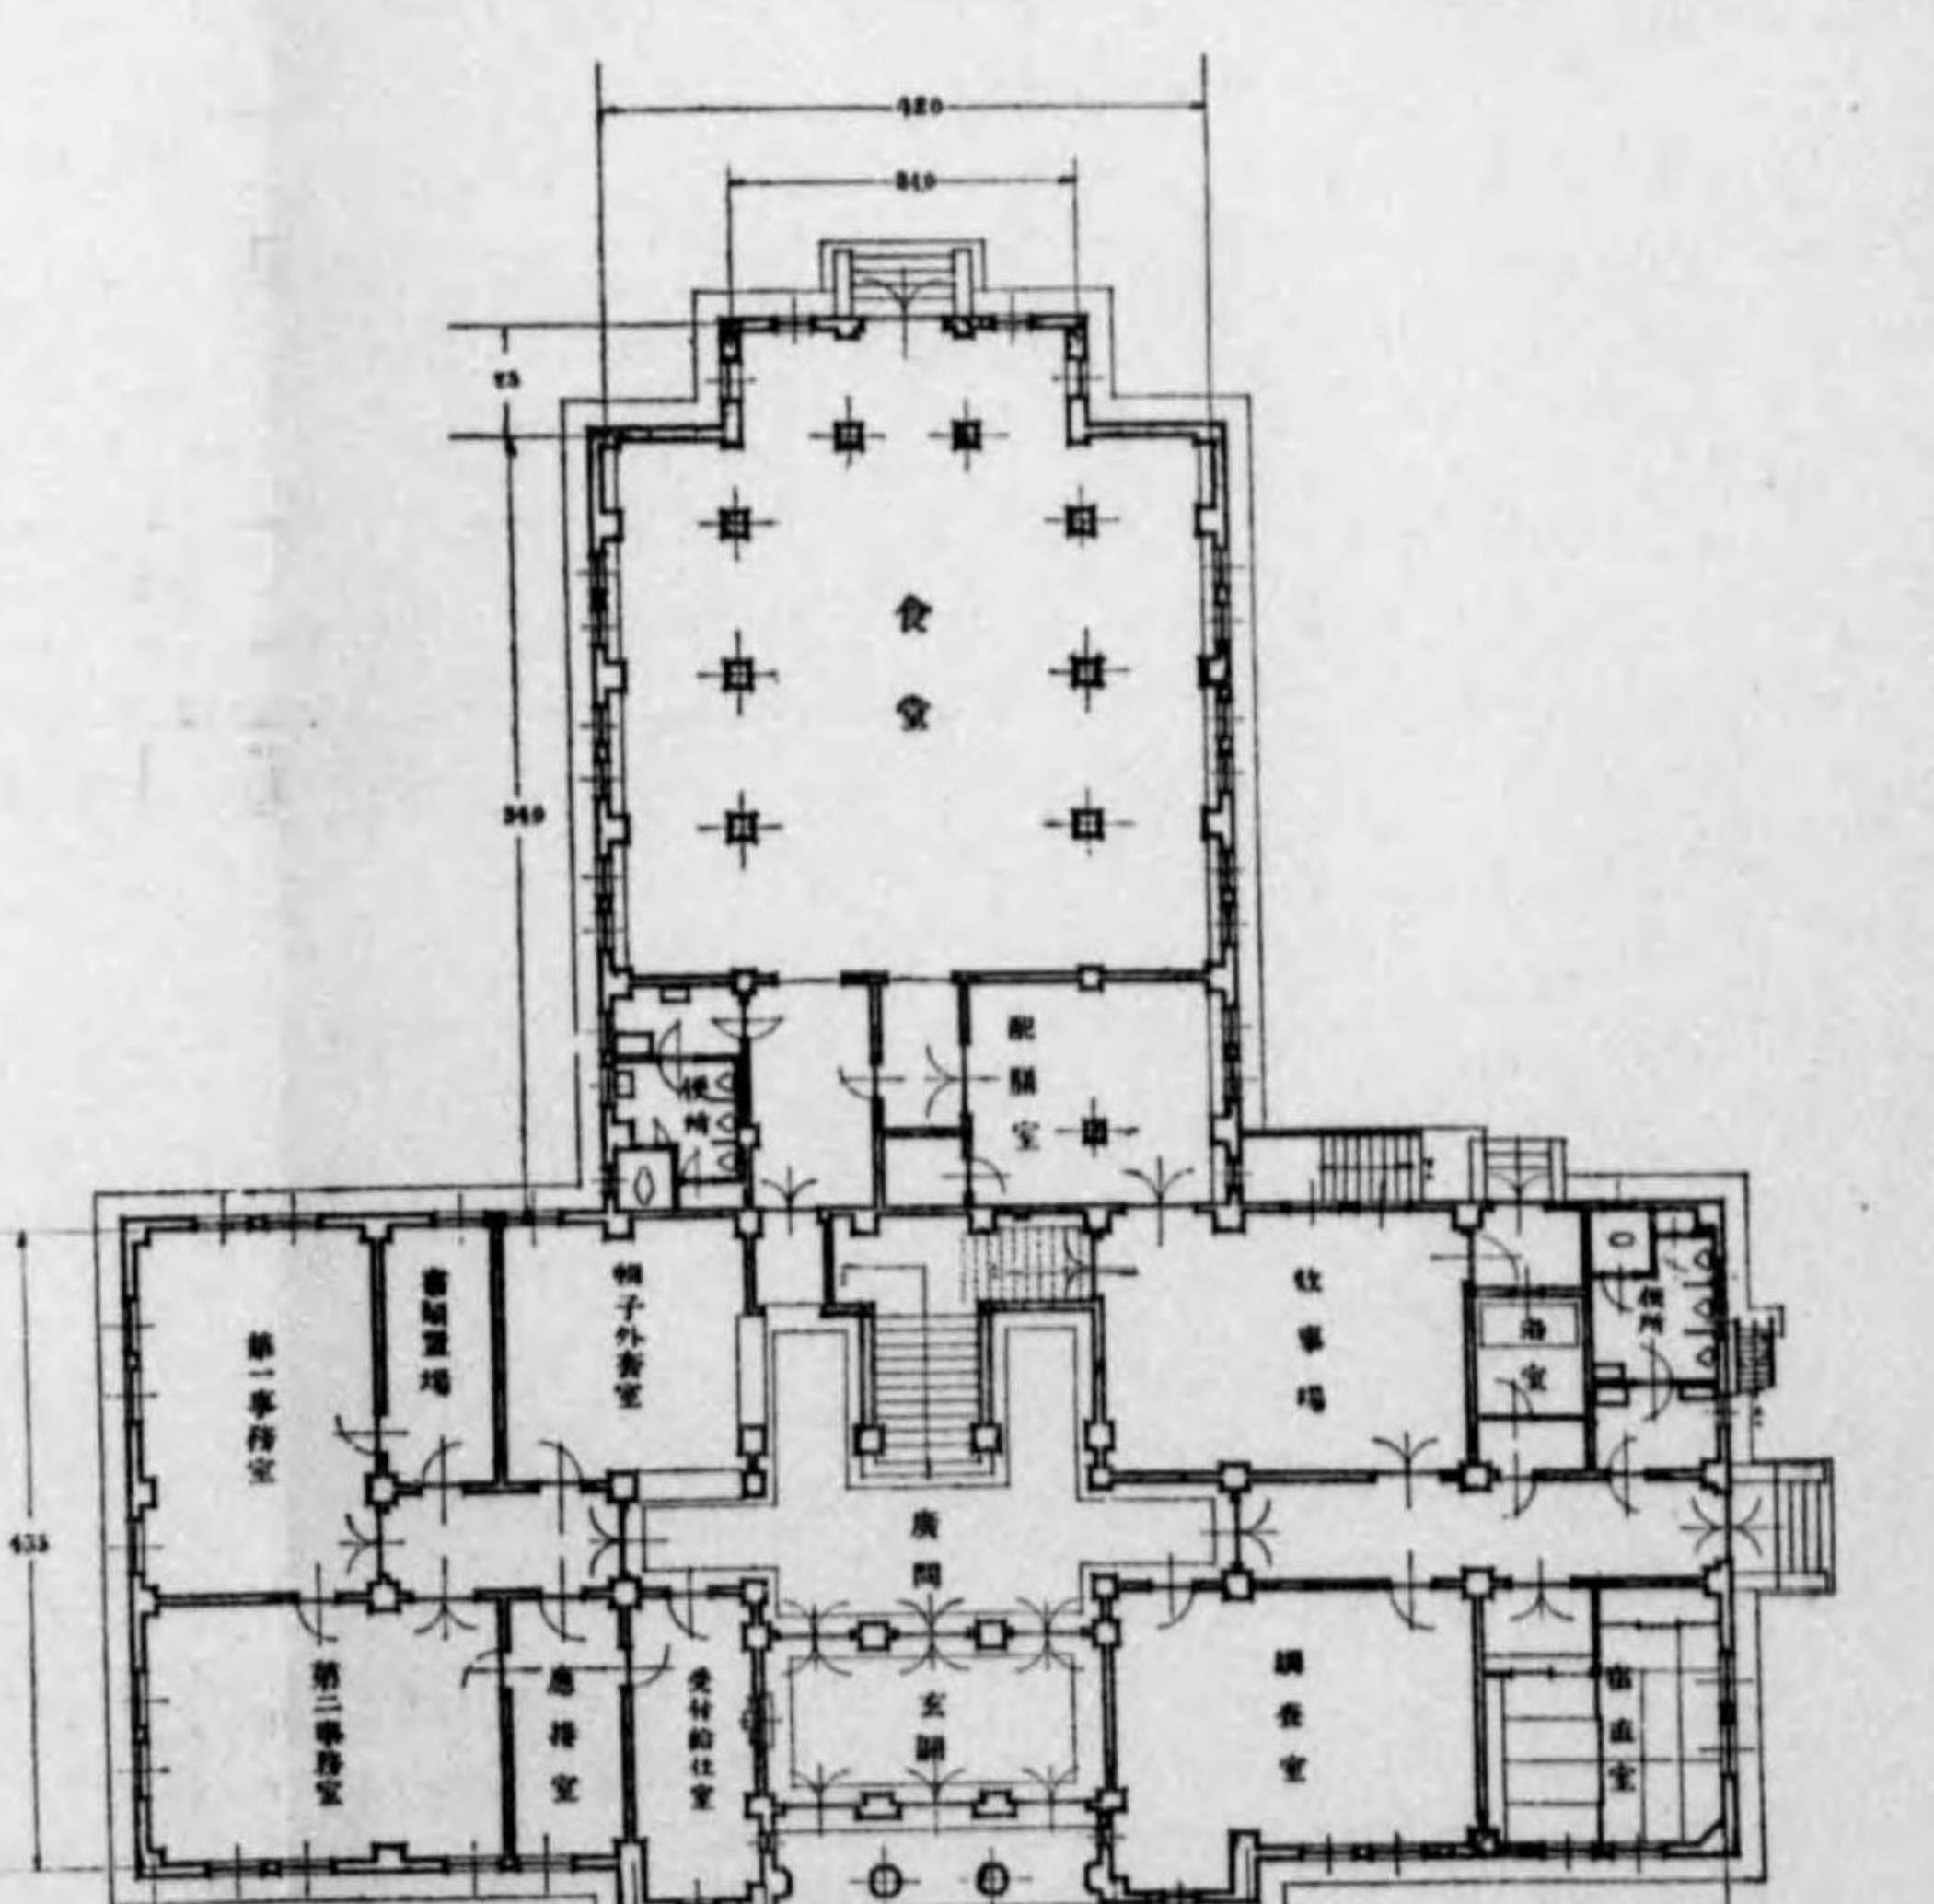 420
240
75
食堂
340
配膳室
便所
第一事務室
書類置場
帽子外套室
仕事場
浴室
便所
435
廣間
第二事務室
應接室
受付給仕室
玄關
調査室
宿直室